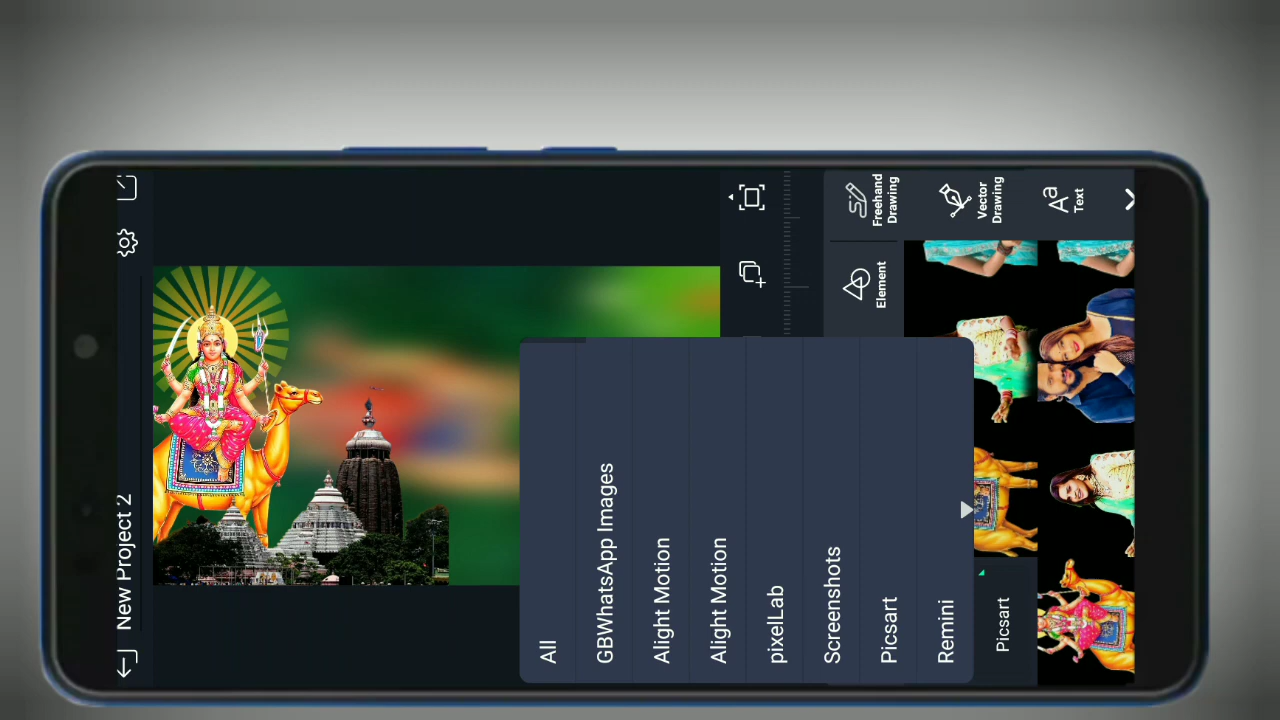 New Project 2
Freehand
Drawing
Vector
Drawing
Text
Element
All
GBWhatsApp Images
Alight Motion
Alight Motion
pixelLab
Screenshots
Picsart
Remini
Picsart